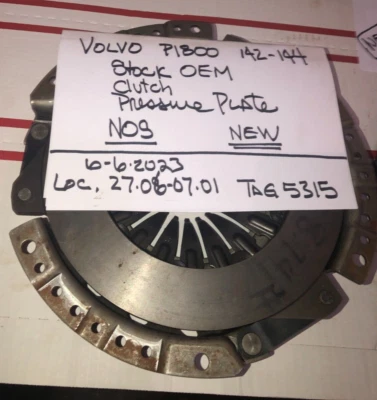 VOLVO P1800 142-144
Stock OEM
Clutch
Pressure Plate
NOS NEW
6-6-2023
Loc, 27.08-07.01 TAG 5315